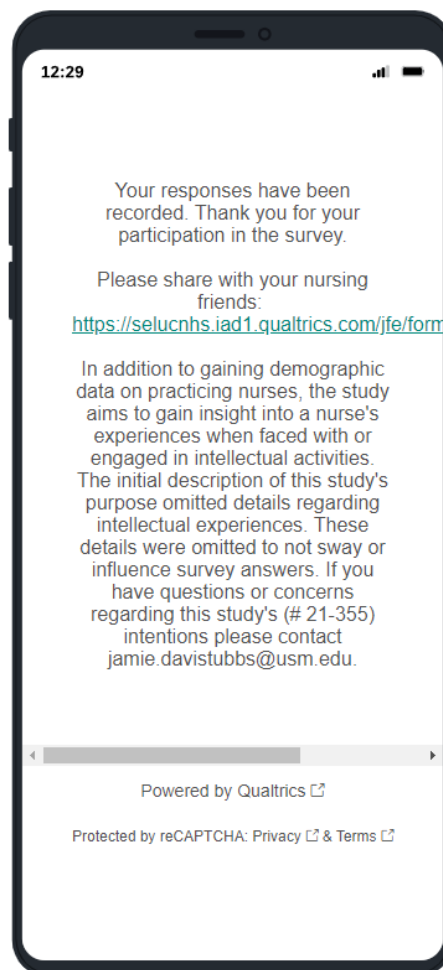 12:29
Your responses have been
recorded. Thank you for your
participation in the survey.
Please share with your nursing
friends:
https://selucnhs.iad1.qualtrics.com/jfe/form
In addition to gaining demographic
data on practicing nurses, the study
aims to gain insight into a nurse's
experiences when faced with or
engaged in intellectual activities.
The initial description of this study's
purpose omitted details regarding
intellectual experiences. These
details were omitted to not sway or
influence survey answers. If you
have questions or concerns
regarding this study's (# 21-355)
intentions please contact
jamie.davistubbs@usm.edu.
Powered by Qualtrics
Protected by reCAPTCHA: Privacy & Terms